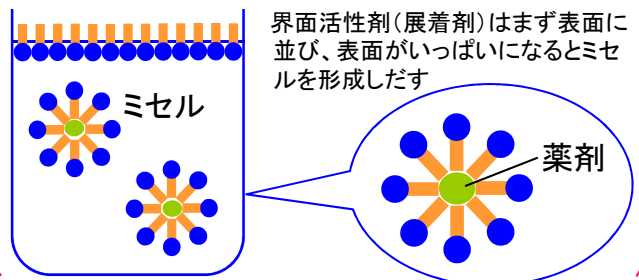 界面活性剤(展着剤)はまず表面に
並び、表面がいっぱいになるとミセ
ルを形成しだす
ミセル
薬剤